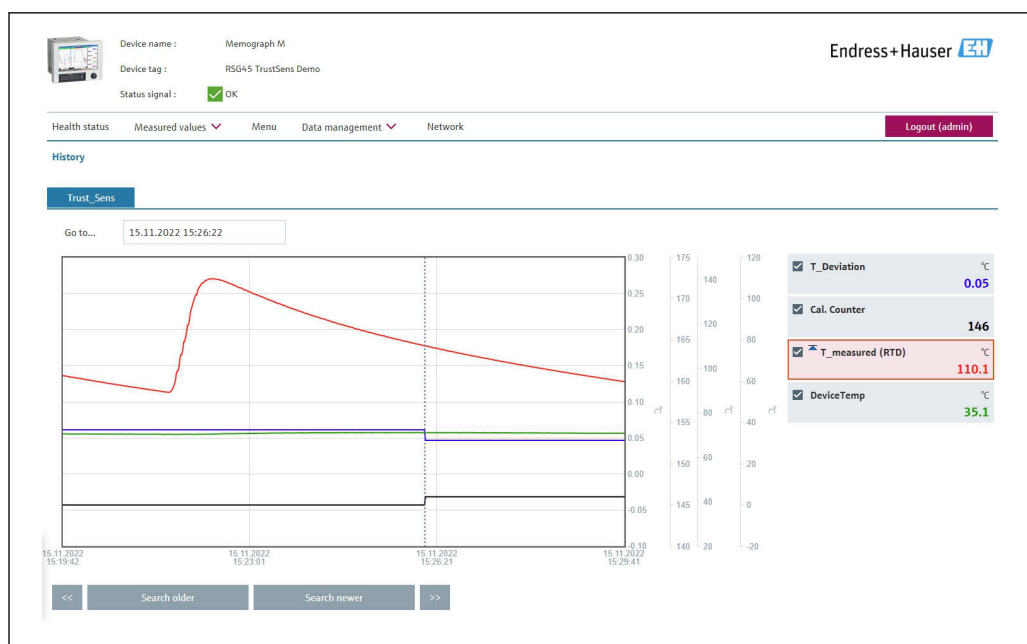 Device name : Memograph M
Endress+Hauser EH
Device tag : RSG45 TrustSens Demo
Status signal : OK
Health status Measured values Menu Data management Network Logout (admin)
History
Trust_Sens
Go to... 15.11.2022 15:26:22
0.30 175 120
140
0.25 170 100
0.20 120
165 80
0.15 100
160 60
0.10
°C 80 °C °C
155 40
0.05
60
150 20
0.00
40
145 0
-0.05
-0.10 140 20 -20
15.11.2022 15.11.2022 15.11.2022 15.11.2022
15:19:42 15:23:01 15:26:21 15:29:41
T_Deviation °C
0.05
Cal. Counter
146
T_measured (RTD) °C
110.1
DeviceTemp °C
35.1
<< Search older Search newer >>